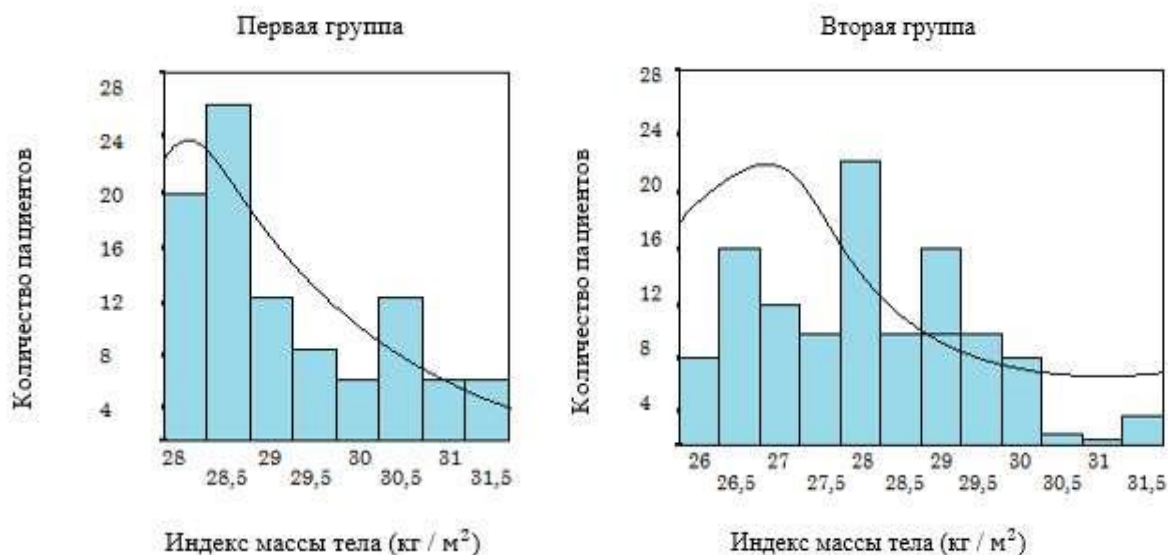 Первая группа
Количество пациентов
28
24
20
16
12
8
4
28 29 30 31
28,5 29,5 30,5 31,5
Индекс массы тела (кг / м²)
Вторая группа
Количество пациентов
28
24
20
16
12
8
4
26 27 28 29 30 31
26,5 27,5 28,5 29,5 30,5 31,5
Индекс массы тела (кг / м²)